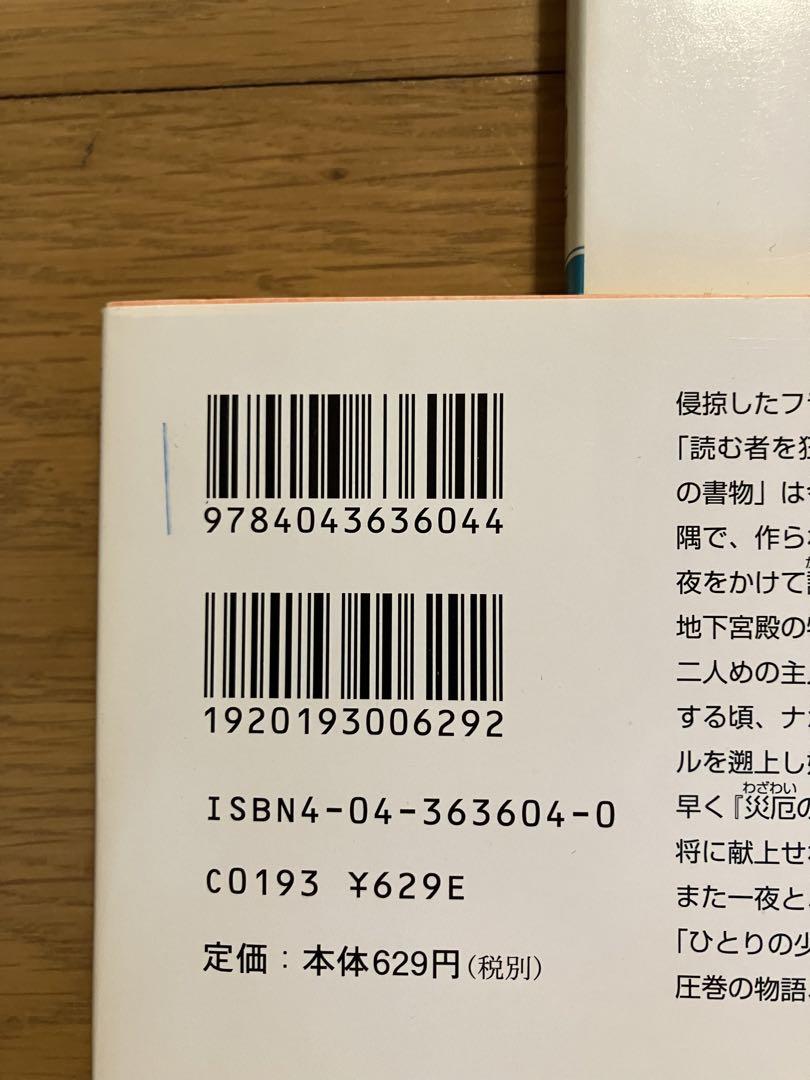 9784043636044
1920193006292
ISBN4-04-363604-0
C0193 ¥629E
定価：本体629円（税別）
侵掠したフ
「読む者を狂
の書物」は
隅で、作ら
夜をかけて
地下宮殿の
二人めの主
する頃、ナ
ルを遡上し
わざわい
早く『災厄の
将に献上せ
また一夜と
「ひとりの少
圧巻の物語